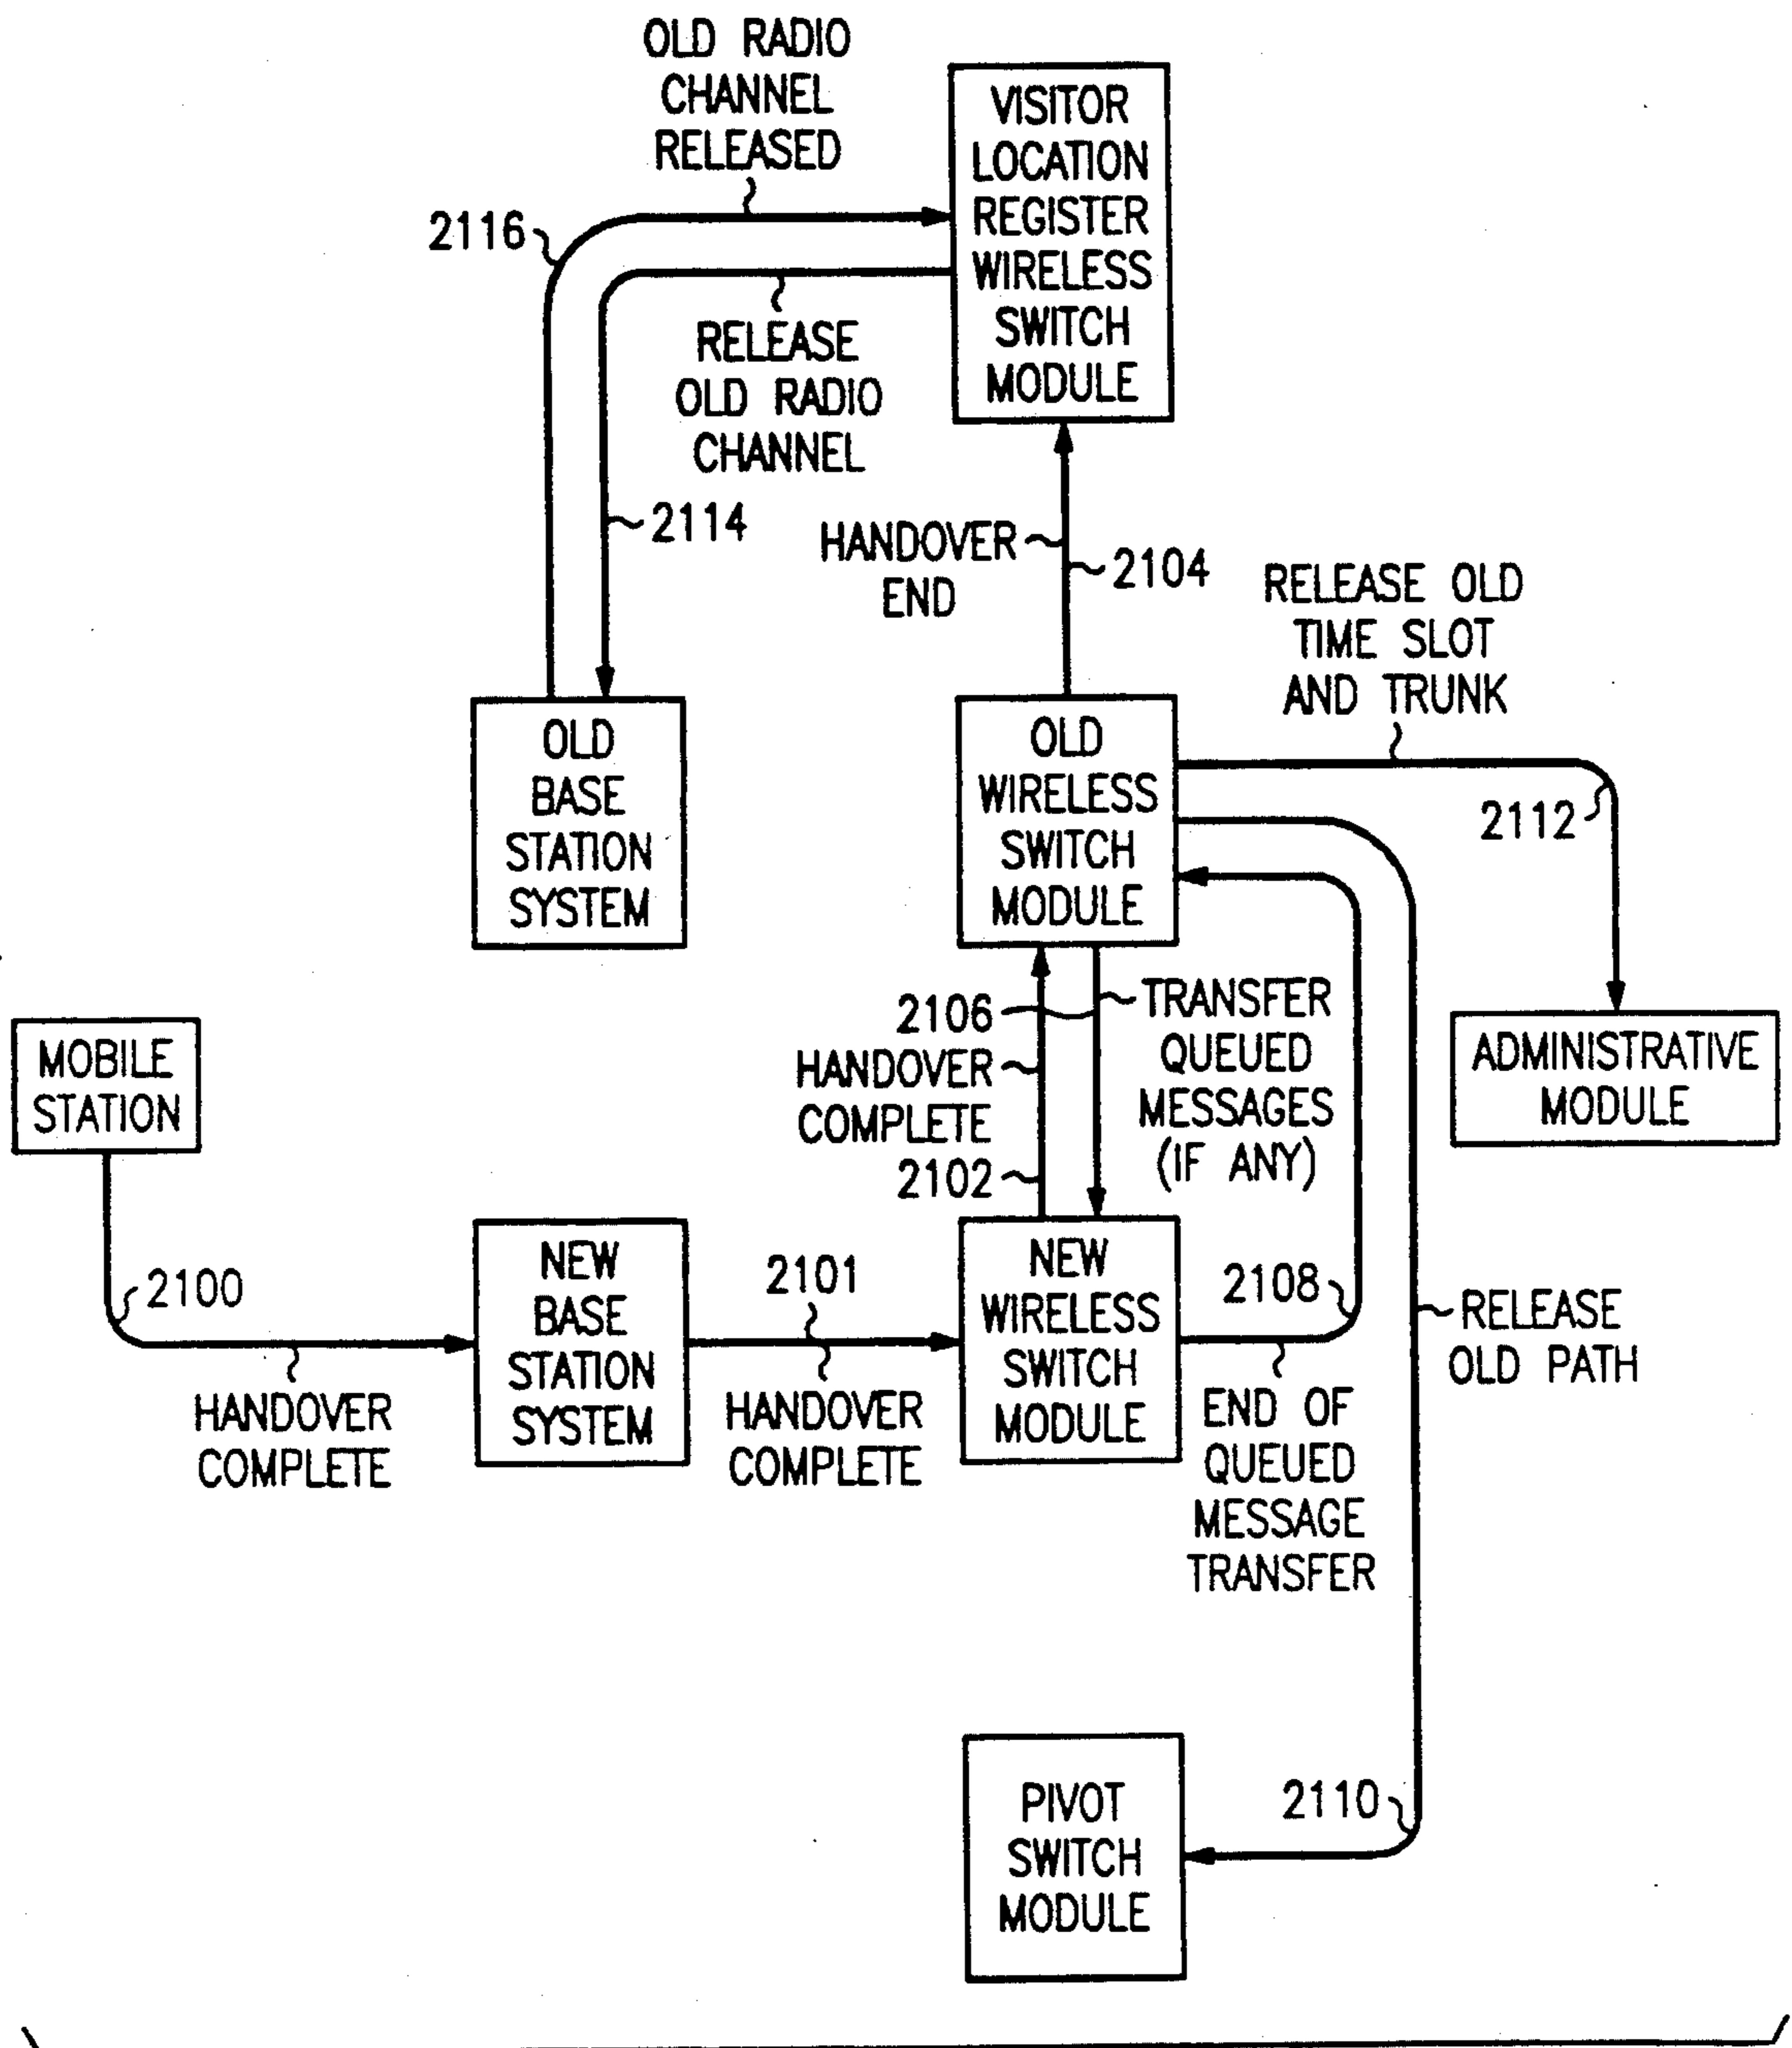 OLD RADIO
CHANNEL
RELEASED
VISITOR
LOCATION
REGISTER
WIRELESS
SWITCH
MODULE
2116
RELEASE
OLD RADIO
CHANNEL
2114
HANDOVER
END
2104
RELEASE OLD
TIME SLOT
AND TRUNK
OLD
BASE
STATION
SYSTEM
OLD
WIRELESS
SWITCH
MODULE
2112
MOBILE
STATION
2106
HANDOVER
COMPLETE
2102
TRANSFER
QUEUED
MESSAGES
(IF ANY)
ADMINISTRATIVE
MODULE
2100
HANDOVER
COMPLETE
NEW
BASE
STATION
SYSTEM
2101
HANDOVER
COMPLETE
NEW
WIRELESS
SWITCH
MODULE
2108
END OF
QUEUED
MESSAGE
TRANSFER
RELEASE
OLD PATH
PIVOT
SWITCH
MODULE
2110